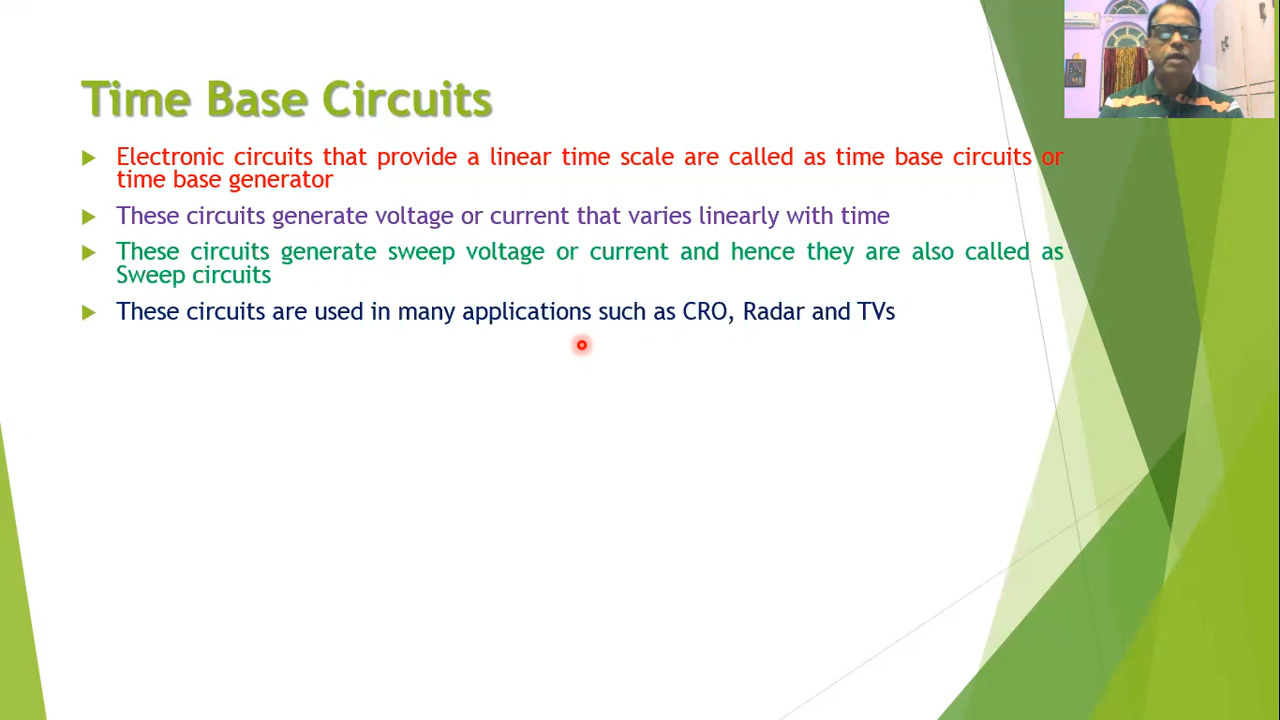 Time Base Circuits
Electronic circuits that provide a linear time scale are called as time base circuits or
time base generator
These circuits generate voltage or current that varies linearly with time
These circuits generate sweep voltage or current and hence they are also called as
Sweep circuits
These circuits are used in many applications such as CRO, Radar and TVs